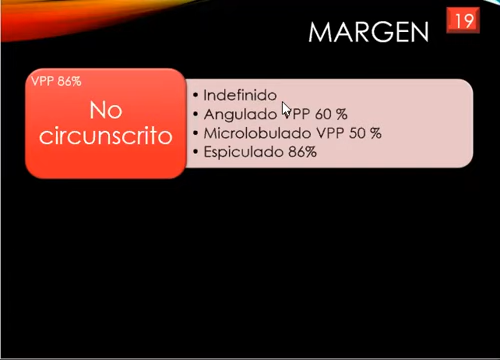 MARGEN
19
VPP 86%
No
circunscrito
• Indefinido
• Angulado VPP 60 %
• Microlobulado VPP 50 %
• Espiculado 86%